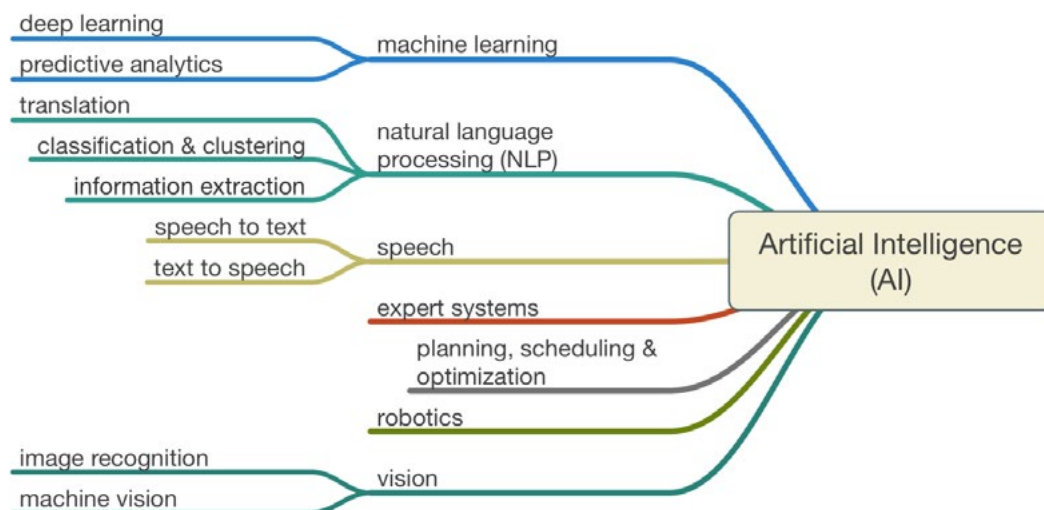 deep learning
predictive analytics
machine learning
translation
classification & clustering
information extraction
natural language
processing (NLP)
speech to text
text to speech
speech
expert systems
planning, scheduling &
optimization
robotics
image recognition
machine vision
vision
Artificial Intelligence
(AI)